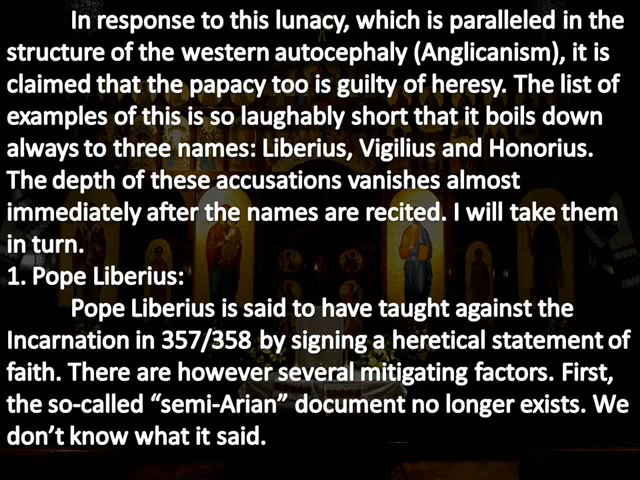 In response to this lunacy, which is paralleled in the
structure of the western autocephaly (Anglicanism), it is
claimed that the papacy too is guilty of heresy. The list of
examples of this is so laughably short that it boils down
always to three names: Liberius, Vigilius and Honorius.
The depth of these accusations vanishes almost
immediately after the names are recited. I will take them
in turn.
1. Pope Liberius:
Pope Liberius is said to have taught against the
Incarnation in 357/358 by signing a heretical statement of
faith. There are however several mitigating factors. First,
the so-called “semi-Arian” document no longer exists. We
don’t know what it said.